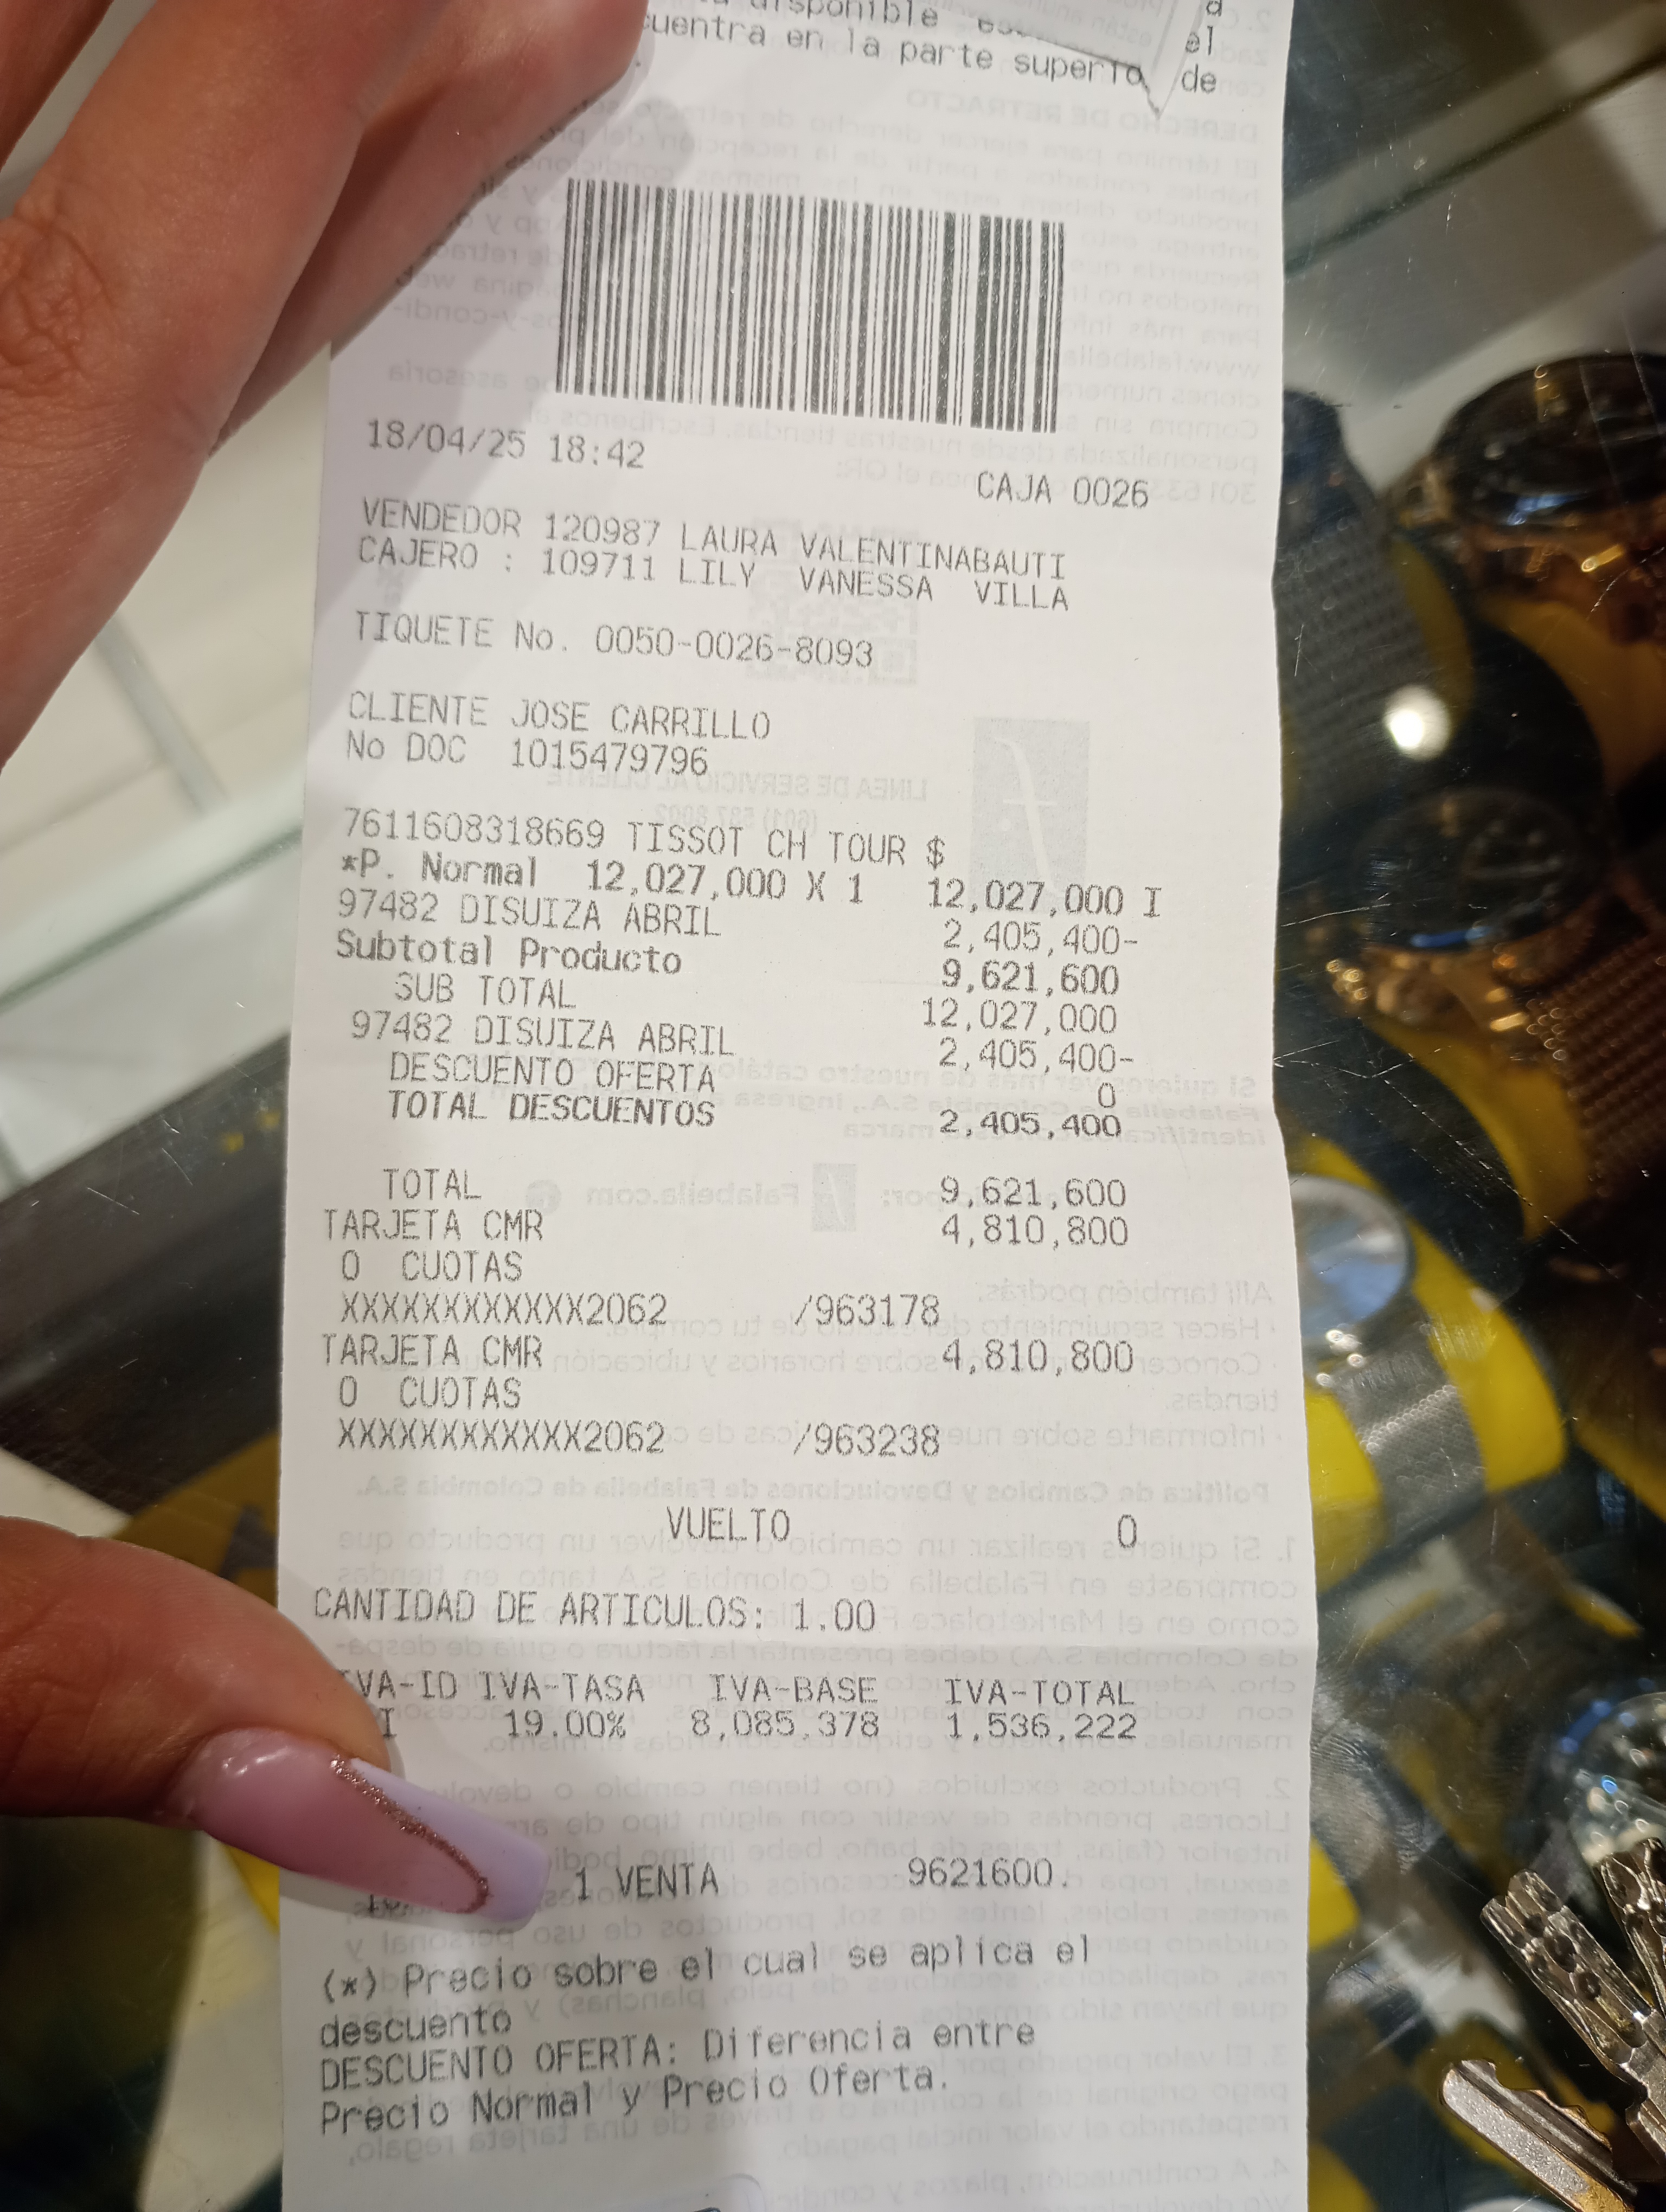 disponible
el
cuentra en la parte superio de
18/04/25 18:42
CAJA 0026
VENDEDOR 120987 LAURA VALENTINABAUTI
CAJERO : 109711 LILY VANESSA VILLA
TIQUETE No. 0050-0026-8093
CLIENTE JOSE CARRILLO
No DOC 1015479796
7611608318669 TISSOT CH TOUR $
*P. Normal 12,027,000 X 1 12,027,000 I
97482 DISUIZA ABRIL 2,405,400-
Subtotal Producto 9,621,600
SUB TOTAL 12,027,000
97482 DISUIZA ABRIL 2,405,400-
DESCUENTO OFERTA 0
TOTAL DESCUENTOS 2,405,400
TOTAL 9,621,600
TARJETA CMR 4,810,800
0 CUOTAS
XXXXXXXXXXXX2062 /963178
TARJETA CMR 4,810,800
0 CUOTAS
XXXXXXXXXXXX2062 /963238
VUELTO 0
CANTIDAD DE ARTICULOS: 1.00
IVA-ID IVA-TASA IVA-BASE IVA-TOTAL
I 19.00% 8,085,378 1,536,222
1 VENTA 9621600.
(*) Precio sobre el cual se aplica el
descuento
DESCUENTO OFERTA: Diferencia entre
Precio Normal y Precio Oferta.